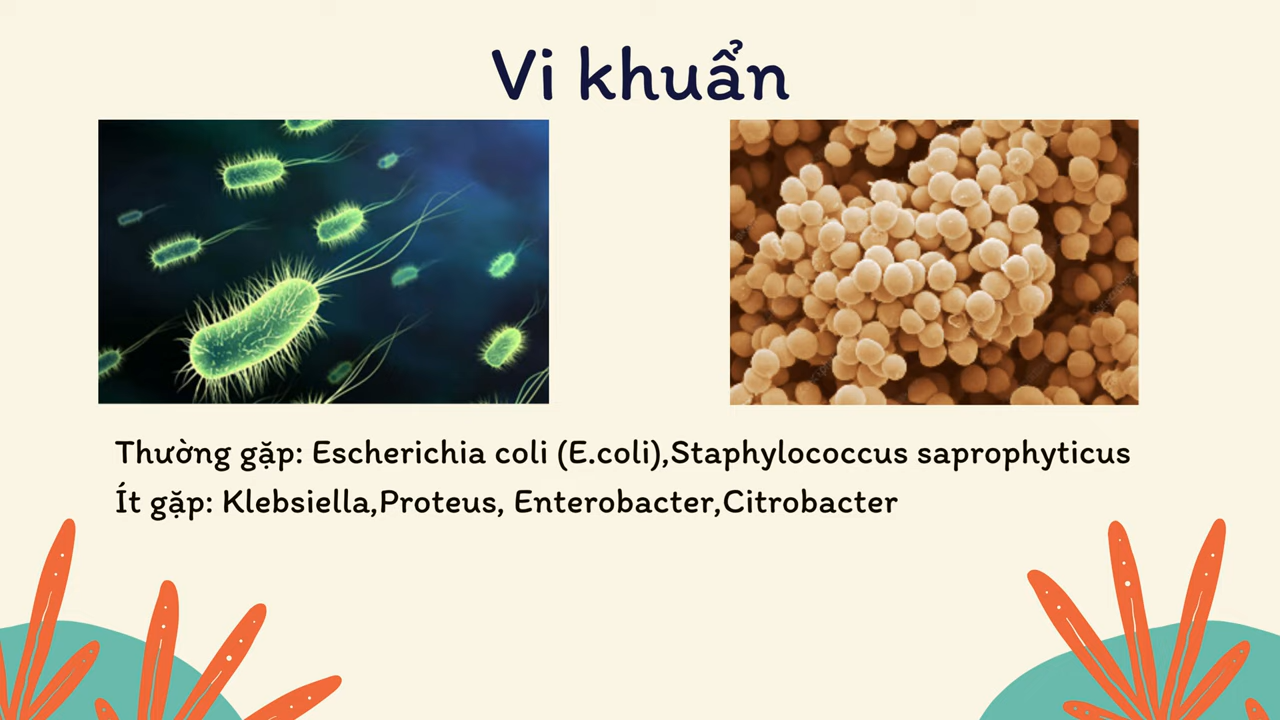 Vi khuẩn
Thường gặp: Escherichia coli (E.coli),Staphylococcus saprophyticus
Ít gặp: Klebsiella,Proteus, Enterobacter,Citrobacter